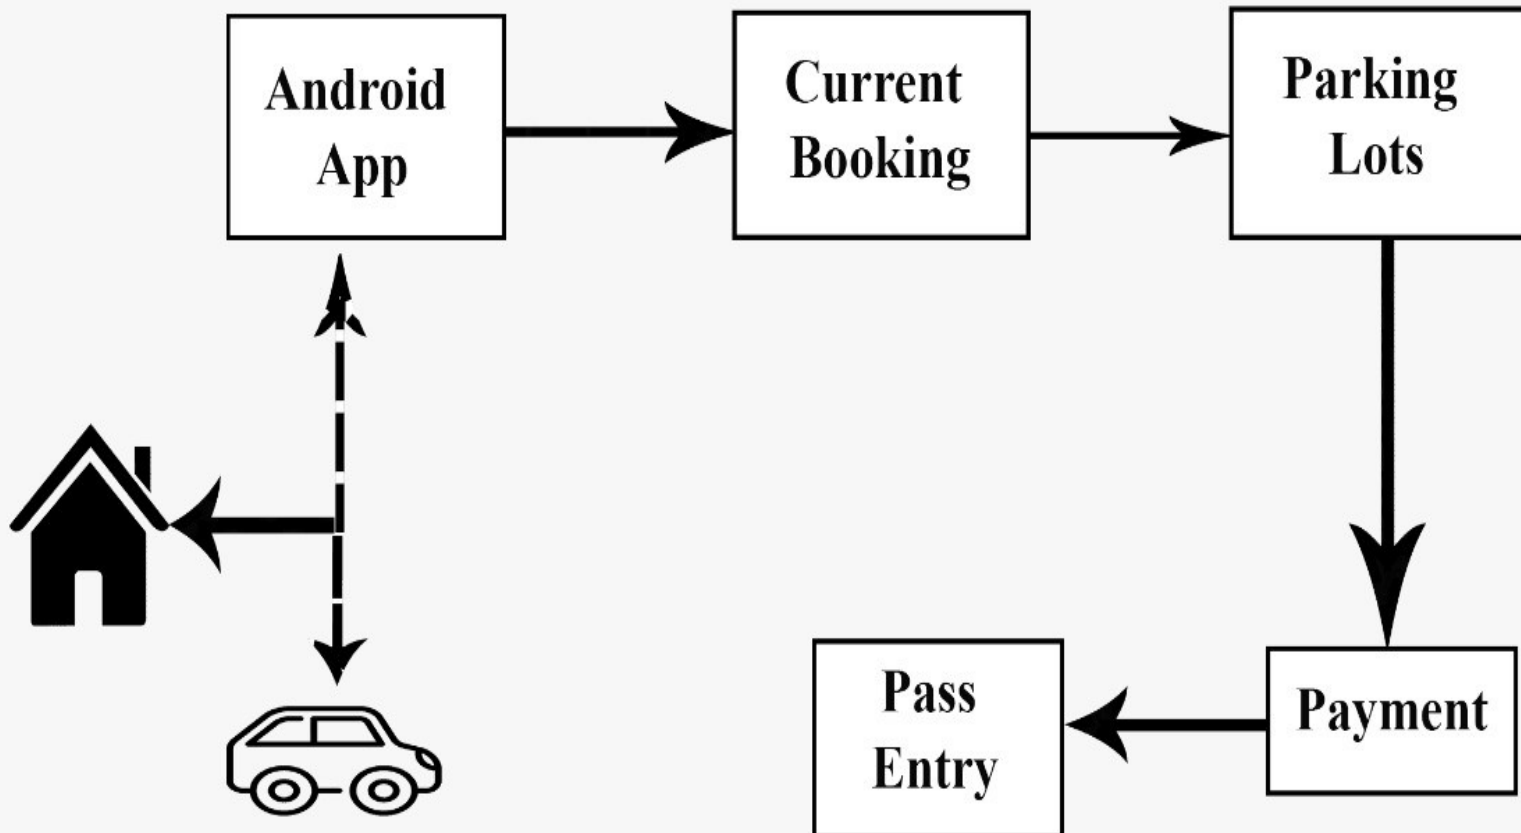 Android
App
Current
Booking
Parking
Lots
Payment
Pass
Entry